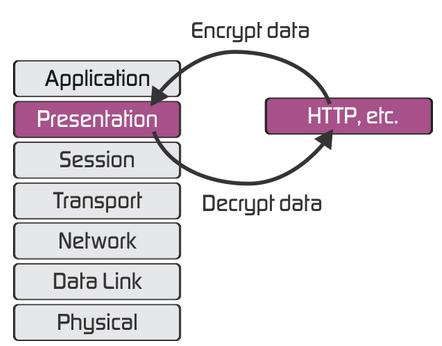 Encrypt data
Application
Presentation
HTTP, etc.
Session
Transport
Decrypt data
Network
Data Link
Physical